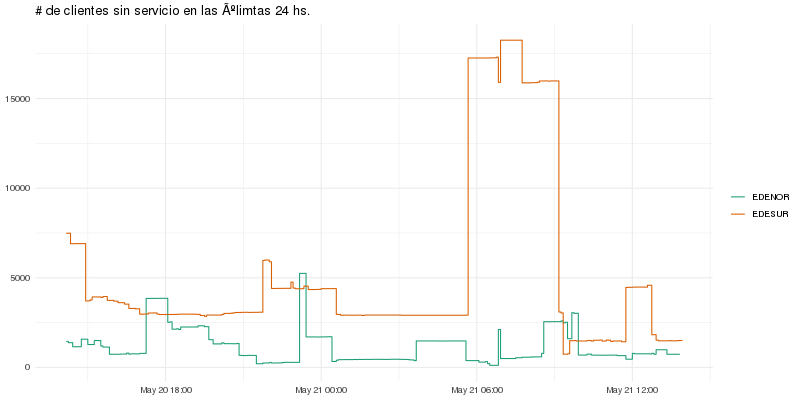 # de clientes sin servicio en las Ãºlimtas 24 hs.
15000
10000
5000
0
May 20 18:00
May 21 00:00
May 21 06:00
May 21 12:00
EDENOR
EDESUR